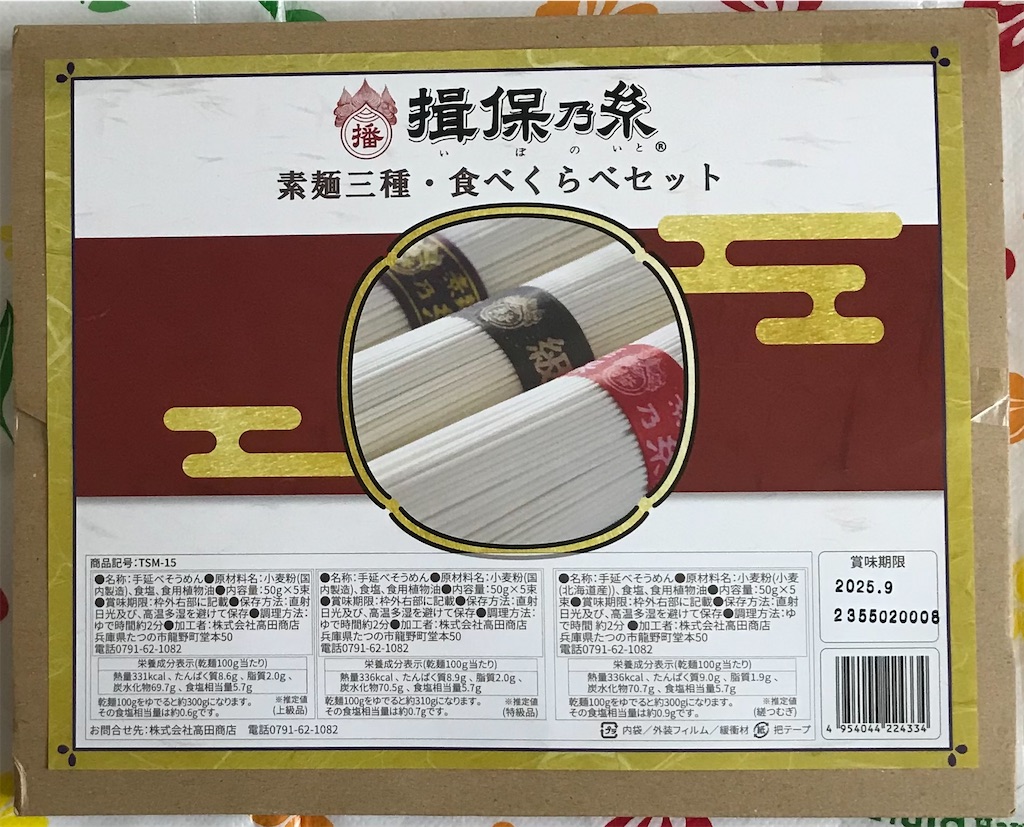 播
揖保乃糸
いぼのいと®
素麺三種・食べくらべセット
乃
級
播
乃糸
商品記号:TSM-15
●名称:手延べそうめん●原材料名:小麦粉(国
内製造)、食塩、食用植物油●内容量:50g×5束
●賞味期限:枠外右部に記載●保存方法:直射
日光及び、高温多湿を避けて保存●調理方法:
ゆで時間約2分●加工者:株式会社高田商店
兵庫県たつの市龍野町堂本50
電話0791-62-1082
栄養成分表示(乾麺100g当たり)
熱量331kcal、たんぱく質8.6g、脂質2.0g、
炭水化物69.7g、食塩相当量5.7g
乾麺100gをゆでると約300gになります。
その食塩相当量は約0.6gです。
※推定値
(上級品)
●名称:手延べそうめん●原材料名:小麦粉(国
内製造)、食塩、食用植物油●内容量:50g×5束
●賞味期限:枠外右部に記載●保存方法:直射
日光及び、高温多湿を避けて保存●調理方法:
ゆで時間約2分●加工者:株式会社高田商店
兵庫県たつの市龍野町堂本50
電話0791-62-1082
栄養成分表示(乾麺100g当たり)
熱量336kcal、たんぱく質8.9g、脂質2.0g、
炭水化物70.5g、食塩相当量5.7g
乾麺100gをゆでると約310gになります。
その食塩相当量は約0.7gです。
※推定値
(特級品)
●名称:手延べそうめん●原材料名:小麦粉(小麦
(北海道産))、食塩、食用植物油●内容量:50g×5
束●賞味期限:枠外右部に記載●保存方法:直射
日光及び、高温多湿を避けて保存●調理方法:
ゆで時間約2分●加工者:株式会社高田商店
兵庫県たつの市龍野町堂本50
電話0791-62-1082
栄養成分表示(乾麺100g当たり)
熱量336kcal、たんぱく質9.0g、脂質1.9g、
炭水化物70.7g、食塩相当量5.7g
乾麺100gをゆでると約300gになります。
その食塩相当量は約0.9gです。
※推定値
(縒つむぎ)
お問合せ先:株式会社高田商店 電話0791-62-1082
プラ 内袋/外装フィルム/緩衝材 紙 把テープ
賞味期限
2025.9
2355020008
4 954044 224334